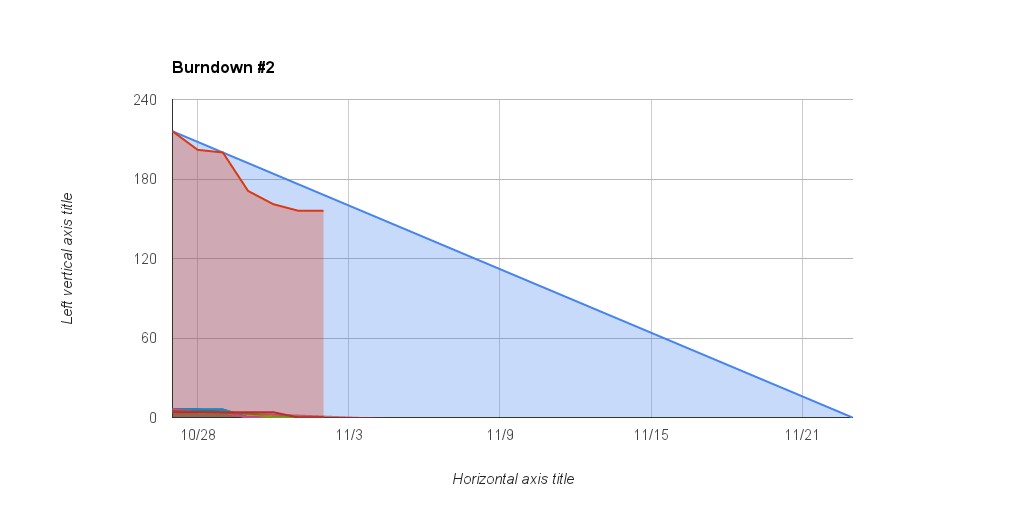 Burndown #2
240
180
120
60
0
Left vertical axis title
10/28 11/3 11/9 11/15 11/21
Horizontal axis title